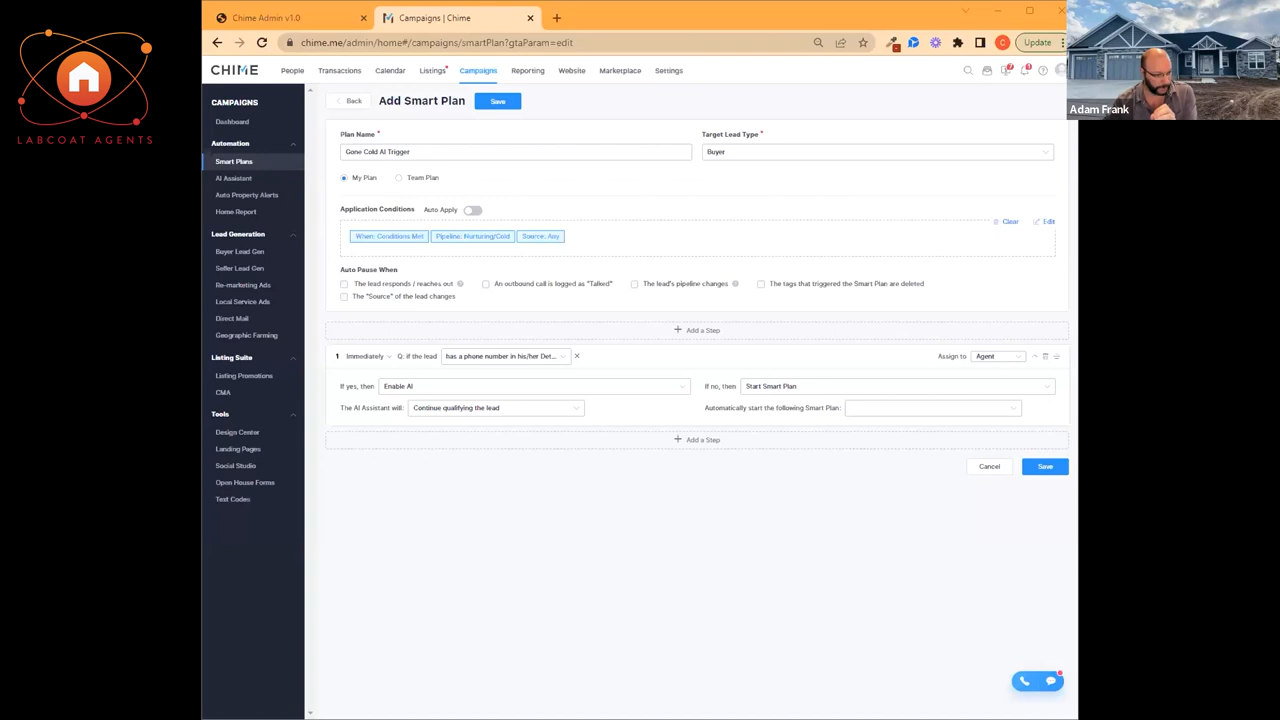 LABCOAT AGENTS
Chime Admin v1.0
Campaigns | Chime
chime.me/admin/home#/campaigns/smartPlan?gtaParam=edit
C
Update
CHIME
People
Transactions
Calendar
Listings
Campaigns
Reporting
Website
Marketplace
Settings
Adam Frank
CAMPAIGNS
Dashboard
Automation
Smart Plans
AI Assistant
Auto Property Alerts
Home Report
Lead Generation
Buyer Lead Gen
Seller Lead Gen
Re-marketing Ads
Local Service Ads
Direct Mail
Geographic Farming
Listing Suite
Listing Promotions
CMA
Tools
Design Center
Landing Pages
Social Studio
Open House Forms
Text Codes
Back
Add Smart Plan
Save
Plan Name *
Target Lead Type *
Gone Cold AI Trigger
Buyer
My Plan
Team Plan
Application Conditions
Auto Apply
Clear
Edit
When: Conditions Met
Pipeline: Nurturing/Cold
Source: Any
Auto Pause When
The lead responds / reaches out
An outbound call is logged as "Talked"
The lead's pipeline changes
The tags that triggered the Smart Plan are deleted
The "Source" of the lead changes
+ Add a Step
1
Immediately
Q: if the lead
has a phone number in his/her Det...
Assign to
Agent
If yes, then
Enable AI
If no, then
Start Smart Plan
The AI Assistant will:
Continue qualifying the lead
Automatically start the following Smart Plan:
+ Add a Step
Cancel
Save